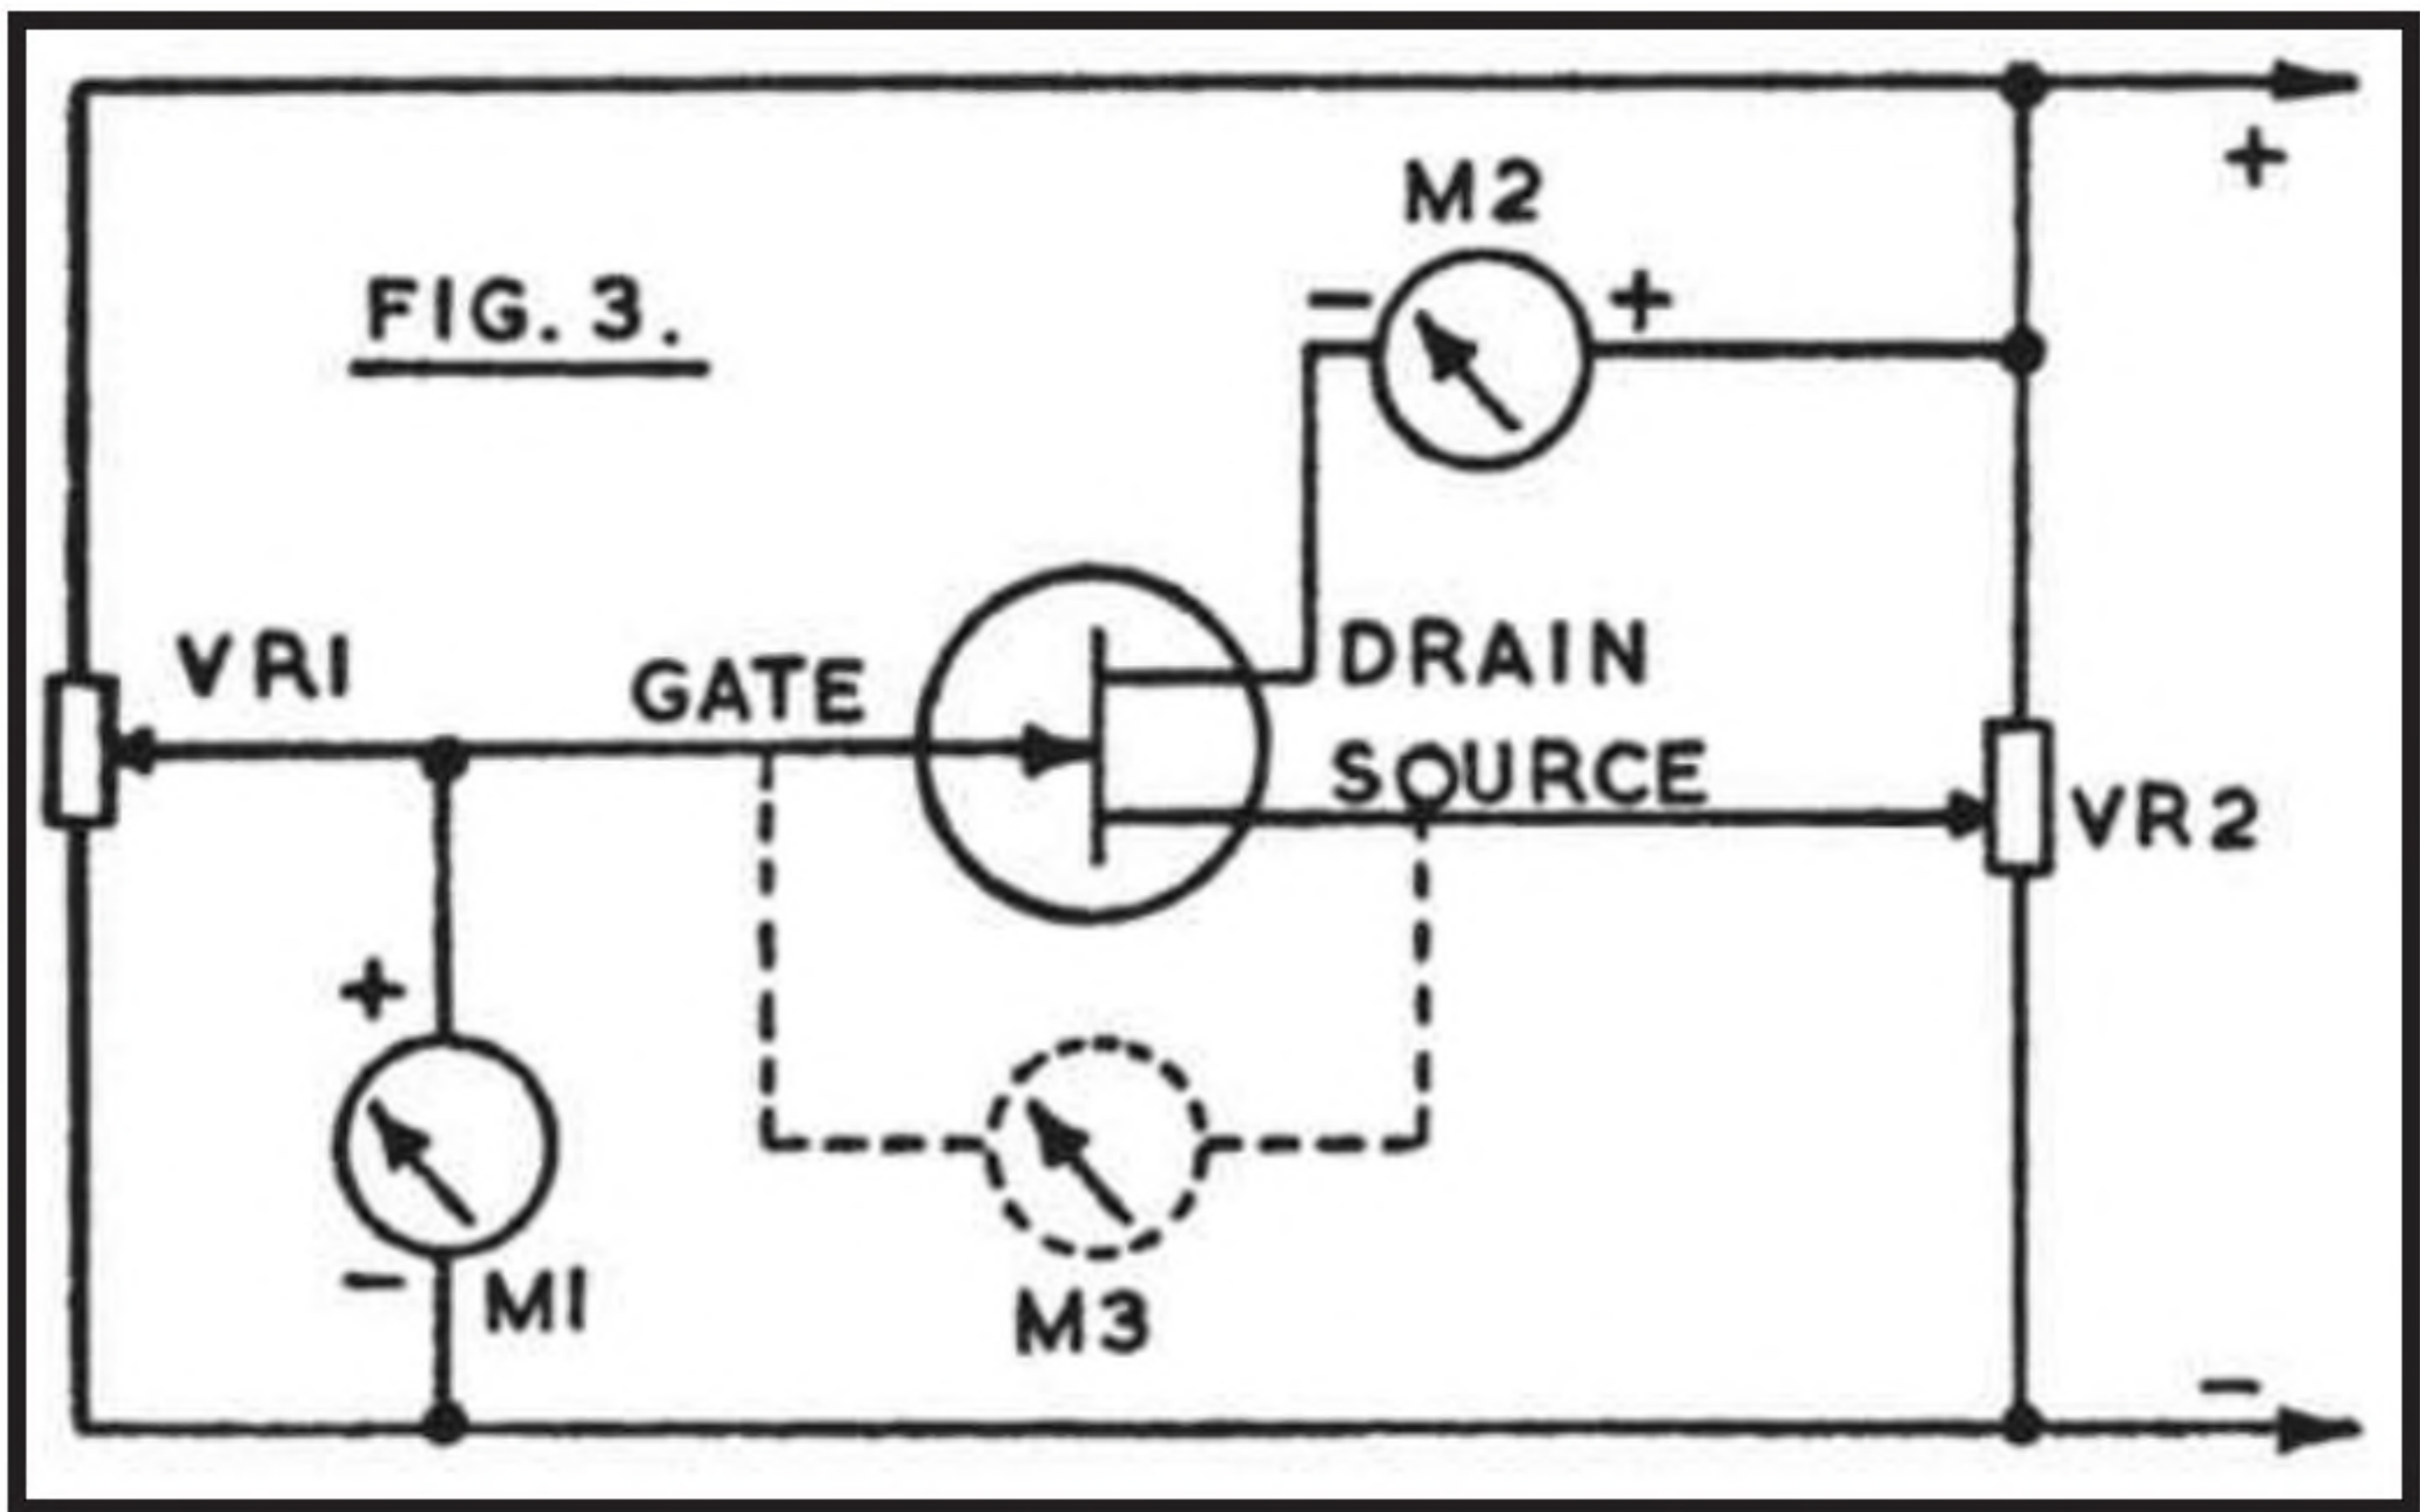 +
M2
- +
FIG. 3.
VR1
GATE
DRAIN
SOURCE
VR2
+
- M1
M3
-